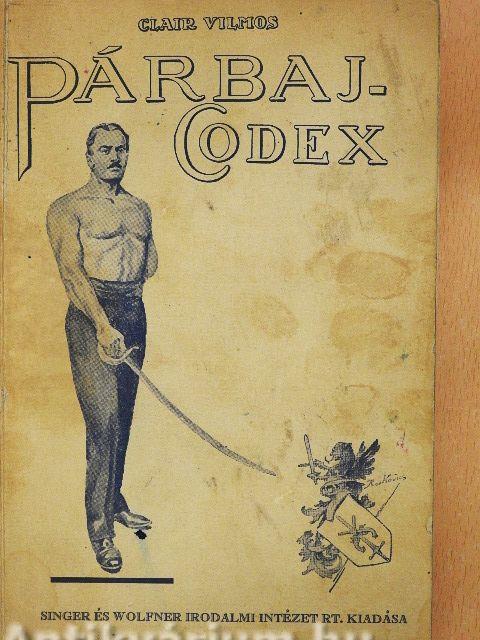 CLAIR VILMOS
PÁRBAJ-
CODEX
SINGER ÉS WOLFNER IRODALMI INTÉZET RT. KIADÁSA